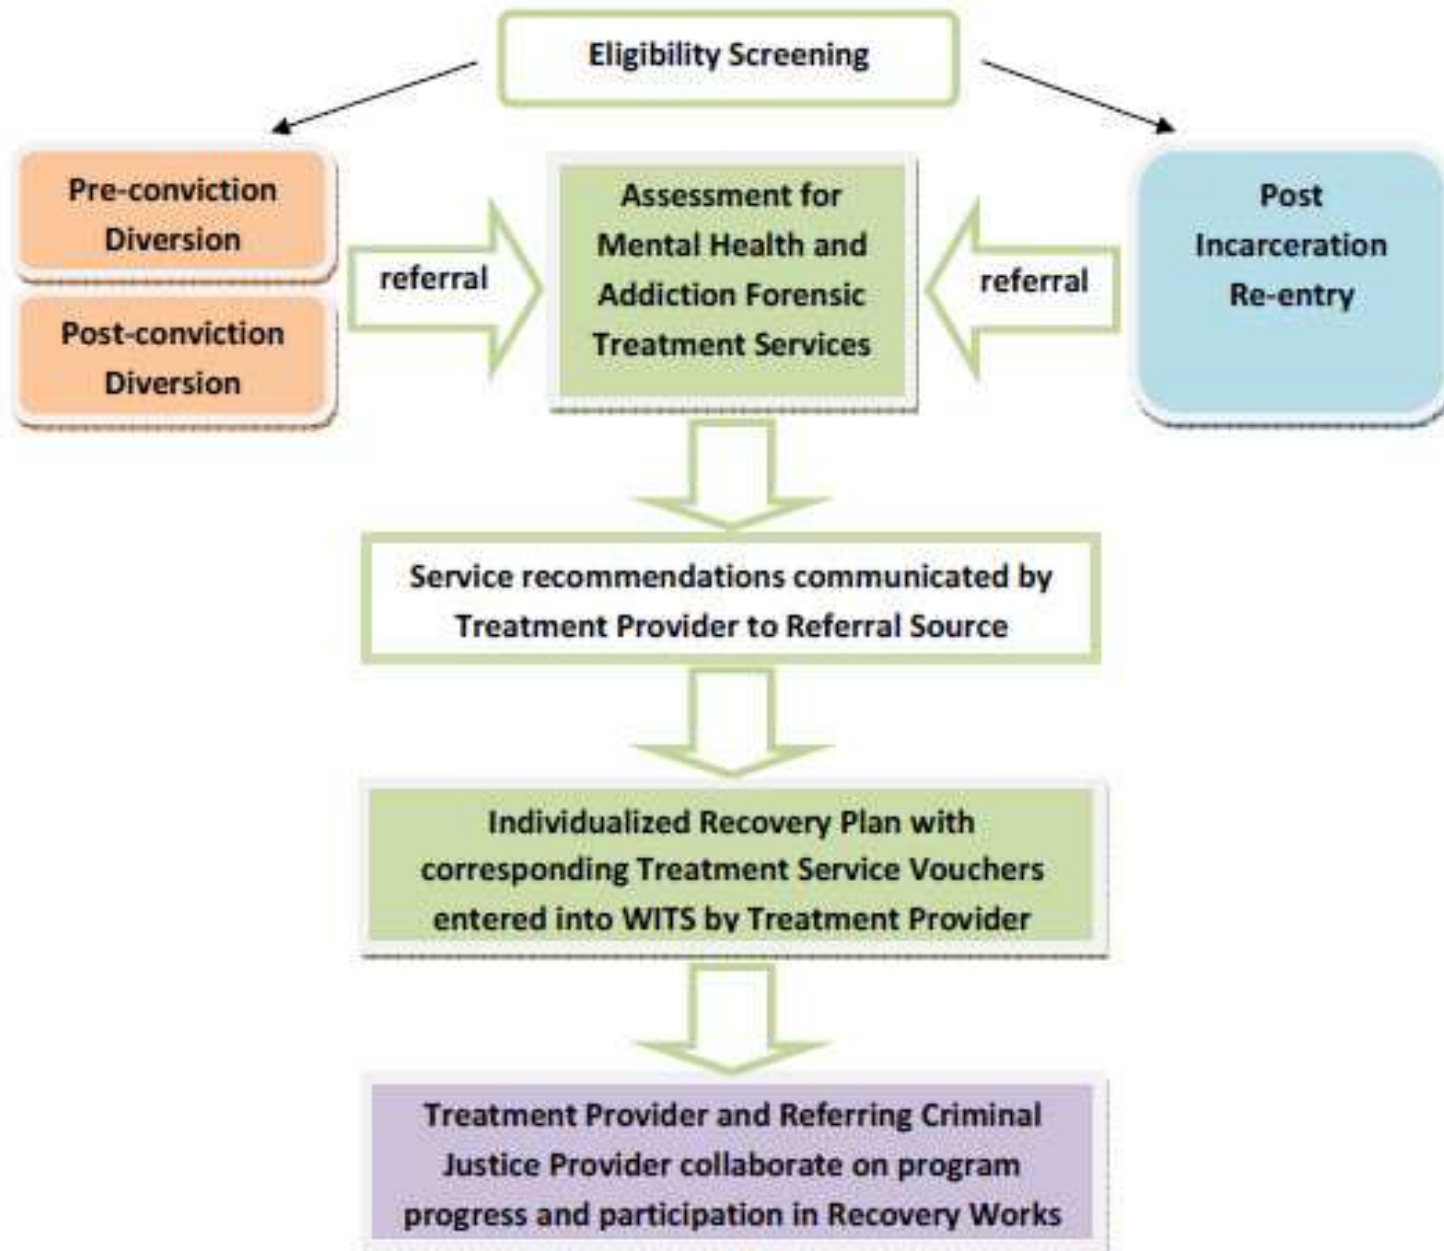 Eligibility Screening
Pre-conviction
Diversion
Post-conviction
Diversion
referral
Assessment for
Mental Health and
Addiction Forensic
Treatment Services
referral
Post
Incarceration
Re-entry
Service recommendations communicated by
Treatment Provider to Referral Source
Individualized Recovery Plan with
corresponding Treatment Service Vouchers
entered into WITS by Treatment Provider
Treatment Provider and Referring Criminal
Justice Provider collaborate on program
progress and participation in Recovery Works